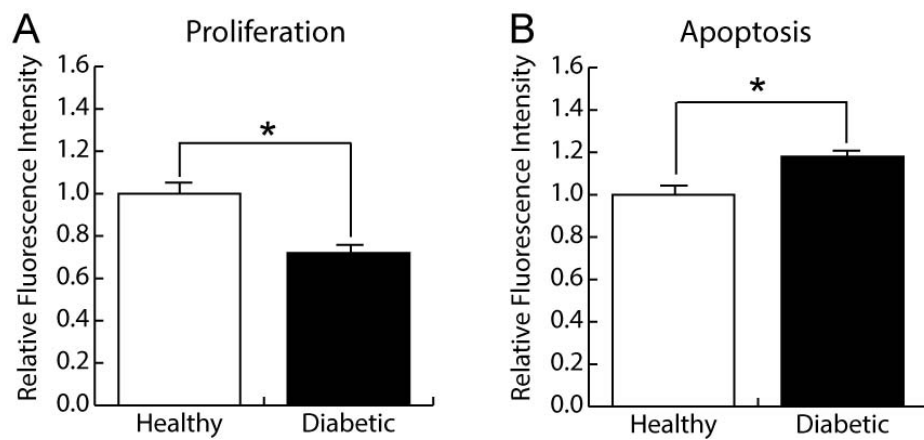 A
Proliferation
Relative Fluorescence Intensity
1.6
1.4
1.2
1.0
0.8
0.6
0.4
0.2
0.0
*
Healthy
Diabetic
B
Apoptosis
Relative Fluorescence Intensity
1.6
1.4
1.2
1.0
0.8
0.6
0.4
0.2
0.0
*
Healthy
Diabetic